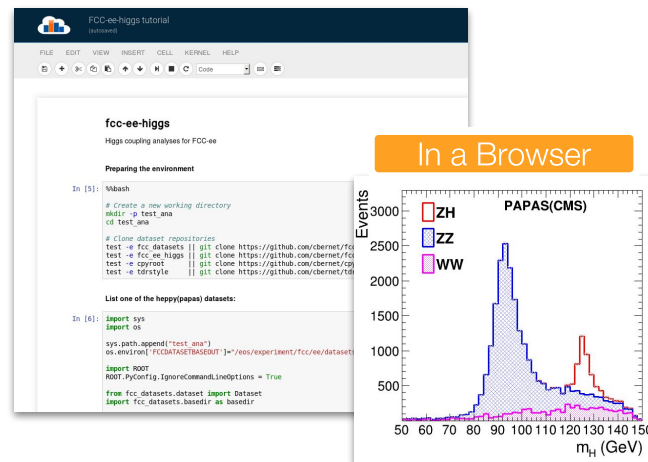 FCC-ee-higgs tutorial
(autosaved)
FILE EDIT VIEW INSERT CELL KERNEL HELP
Code
fcc-ee-higgs
Higgs coupling analyses for FCC-ee
Preparing the environment
In [5]: %%bash
# Create a new working directory
mkdir -p test_ana
cd test_ana
# Clone dataset repositories
test -e fcc_datasets || git clone https://github.com/cbernet/fcc
test -e fcc_ee_higgs || git clone https://github.com/cbernet/fcc
test -e cpyroot || git clone https://github.com/cbernet/cpy
test -e tdrstyle || git clone https://github.com/cbernet/tdr
List one of the heppy(papas) datasets:
In [6]: import sys
import os
sys.path.append("test_ana")
os.environ['FCCDATASETBASEOUT']="/eos/experiment/fcc/ee/datasets
import ROOT
ROOT.PyConfig.IgnoreCommandLineOptions = True
from fcc_datasets.dataset import Dataset
import fcc_datasets.basedir as basedir
In a Browser
Events
PAPAS(CMS)
ZH
ZZ
WW
3000
2500
2000
1500
1000
500
50 60 70 80 90 100 110 120 130 140 150
m_H (GeV)